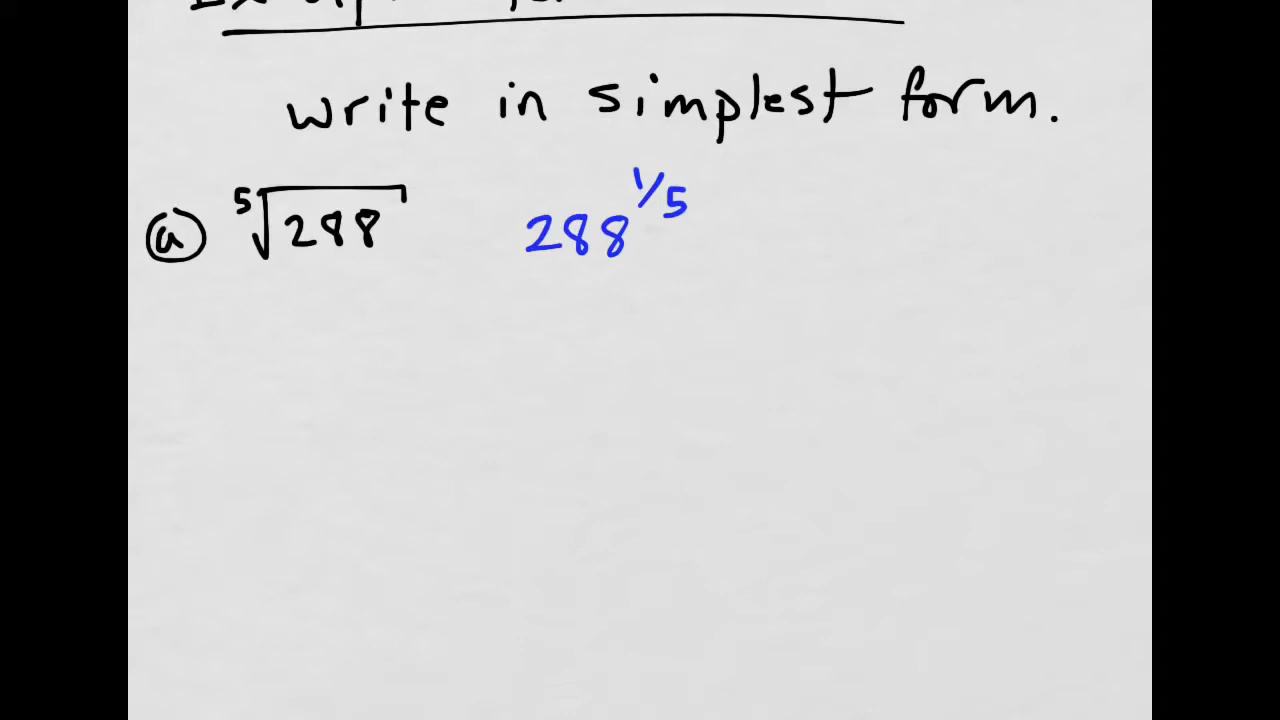 write in simplest form.
(a) ⁵√288 288^1/5